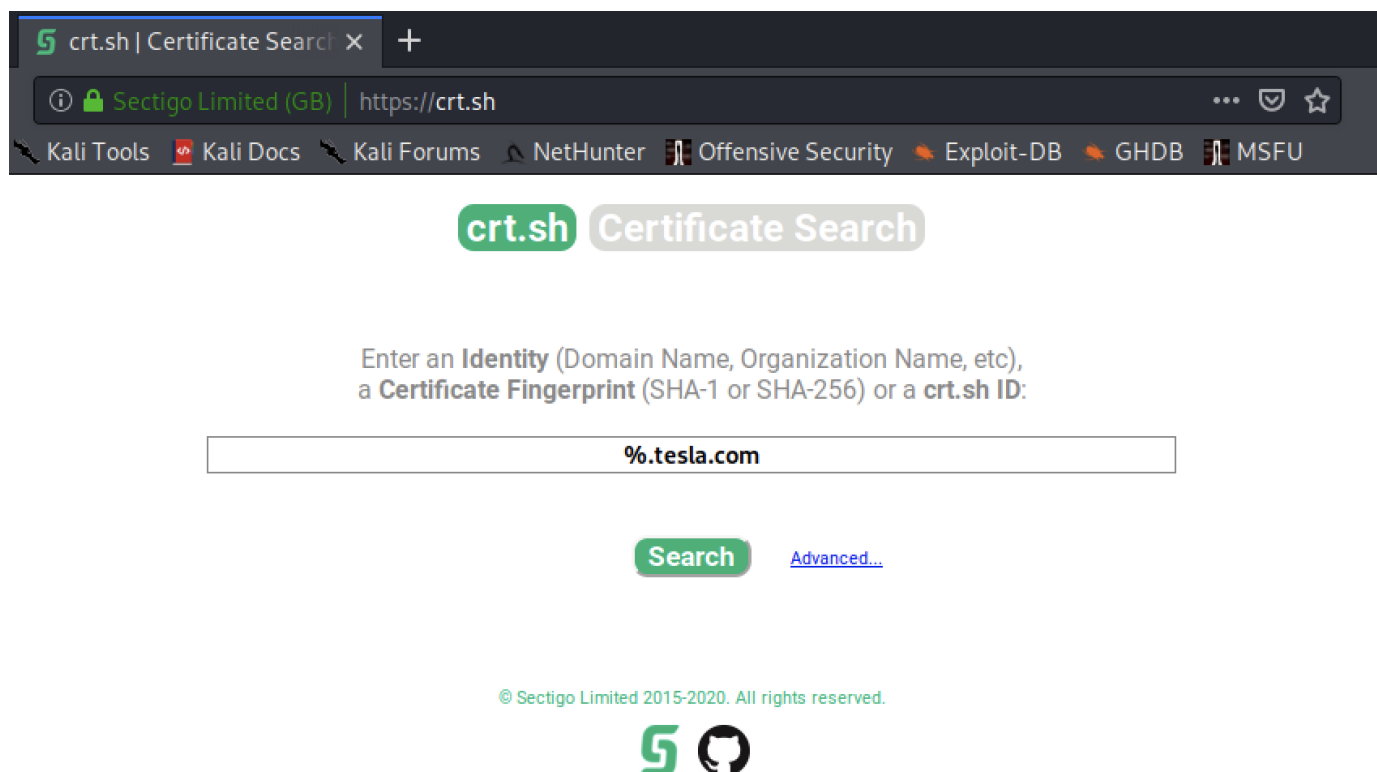 crt.sh | Certificate Search
Sectigo Limited (GB) https://crt.sh
Kali Tools Kali Docs Kali Forums NetHunter Offensive Security Exploit-DB GHDB MSFU
crt.sh Certificate Search
Enter an Identity (Domain Name, Organization Name, etc),
a Certificate Fingerprint (SHA-1 or SHA-256) or a crt.sh ID:
%.tesla.com
Search Advanced...
© Sectigo Limited 2015-2020. All rights reserved.